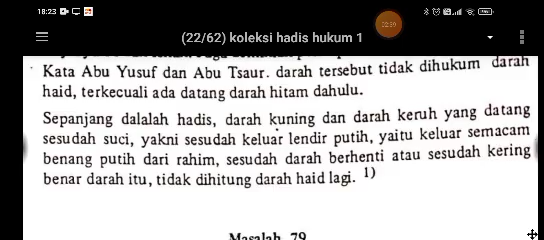 18:23
02:50
(22/62) koleksi hadis hukum 1
Kata Abu Yusuf dan Abu Tsaur. darah tersebut tidak dihukum darah
haid, terkecuali ada datang darah hitam dahulu.
Sepanjang dalalah hadis, darah kuning dan darah keruh yang datang
sesudah suci, yakni sesudah keluar lendir putih, yaitu keluar semacam
benang putih dari rahim, sesudah darah berhenti atau sesudah kering
benar darah itu, tidak dihitung darah haid lagi. 1)
Masalah 79